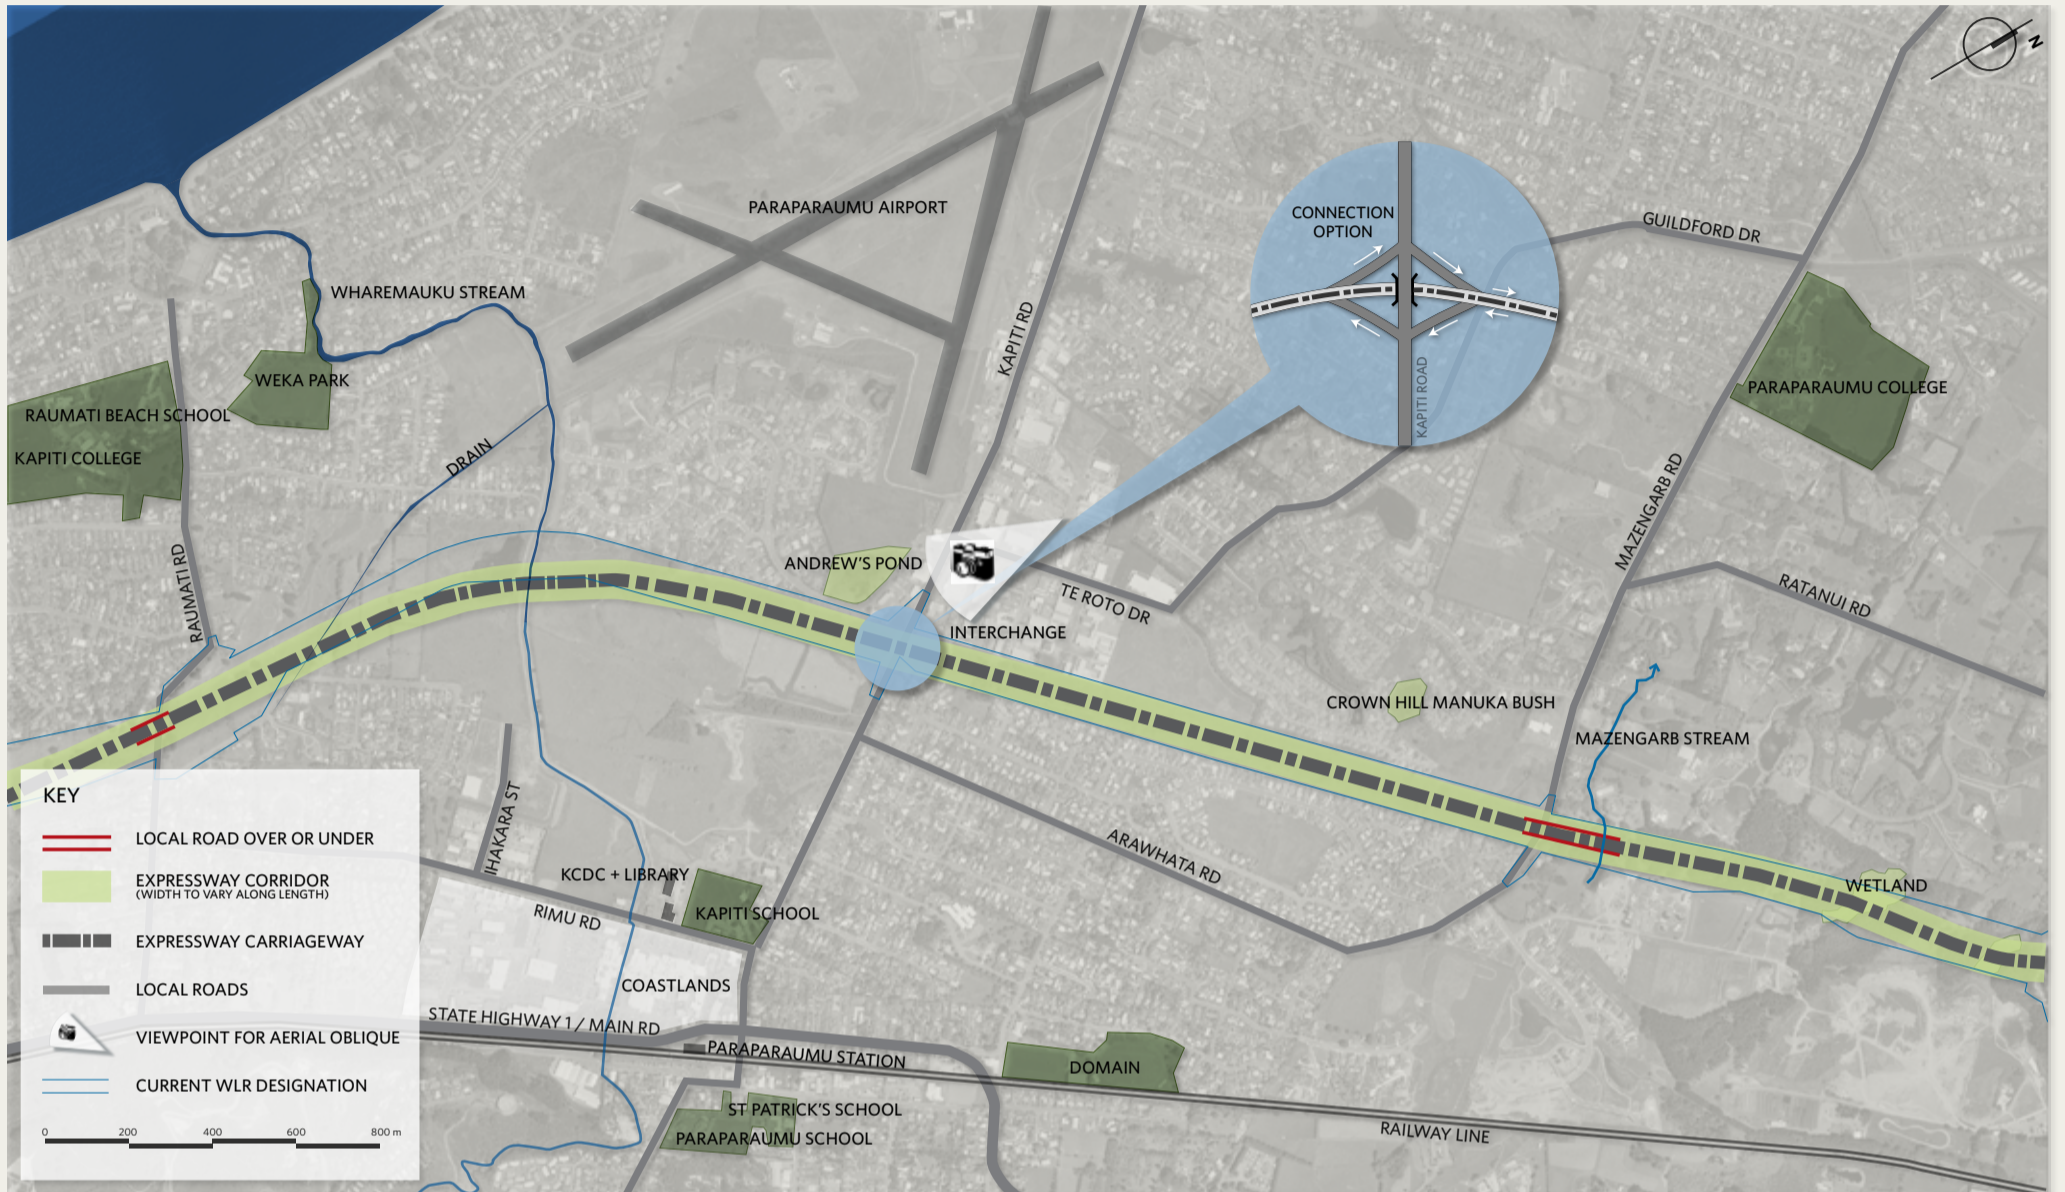 N
PARAPARAUMU AIRPORT
CONNECTION
OPTION
GUILDFORD DR
WHAREMAUKU STREAM
KAPITI RD
KAPITI ROAD
WEKA PARK
PARAPARAUMU COLLEGE
RAUMATI BEACH SCHOOL
KAPITI COLLEGE
DRAIN
MAZENGARB RD
RAUMATI RD
ANDREW'S POND
TE ROTO DR
RATANUI RD
INTERCHANGE
CROWN HILL MANUKA BUSH
MAZENGARB STREAM
IHAKARA ST
ARAWHATA RD
KCDC + LIBRARY
WETLAND
RIMU RD
KAPITI SCHOOL
COASTLANDS
STATE HIGHWAY 1 / MAIN RD
PARAPARAUMU STATION
DOMAIN
ST PATRICK'S SCHOOL
PARAPARAUMU SCHOOL
RAILWAY LINE
KEY
LOCAL ROAD OVER OR UNDER
EXPRESSWAY CORRIDOR
(WIDTH TO VARY ALONG LENGTH)
EXPRESSWAY CARRIAGEWAY
LOCAL ROADS
VIEWPOINT FOR AERIAL OBLIQUE
CURRENT WLR DESIGNATION
0 200 400 600 800 m